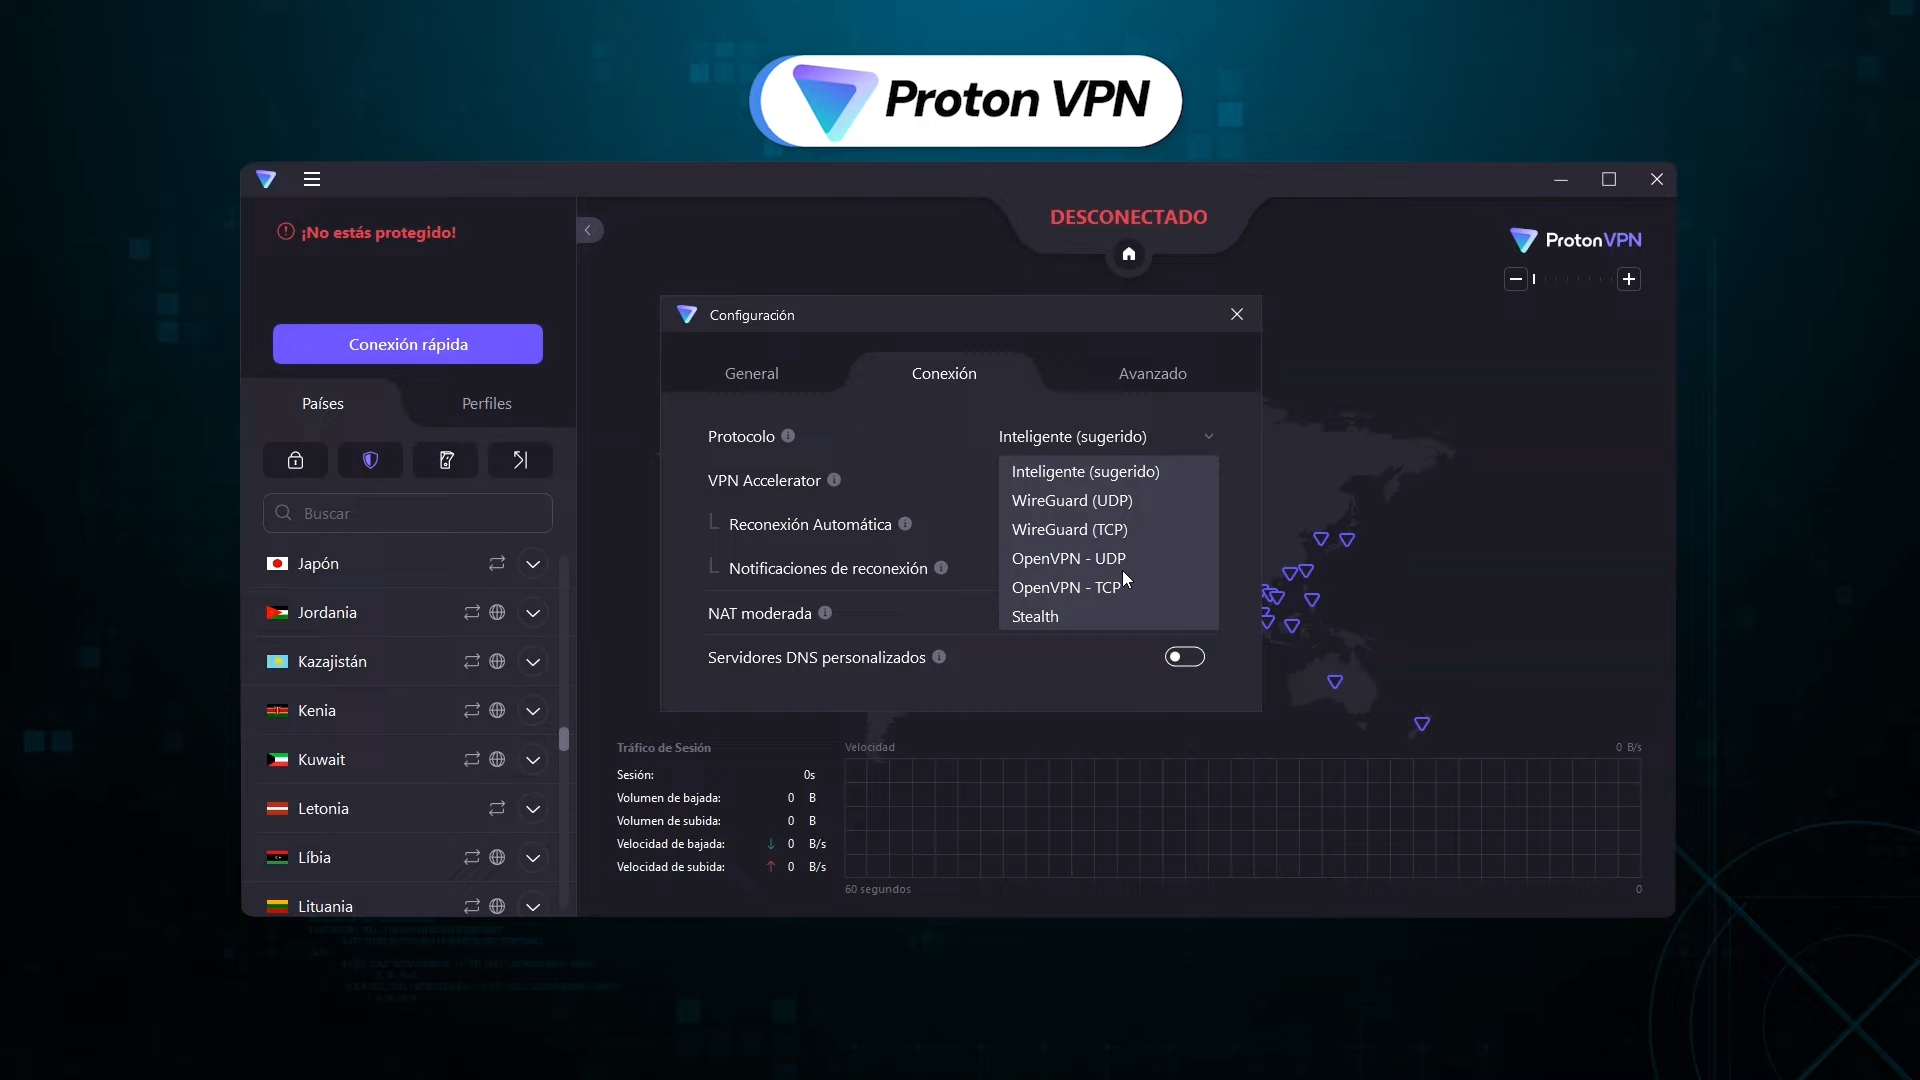 Proton VPN
¡No estás protegido!
DESCONECTADO
ProtonVPN
Conexión rápida
Países
Perfiles
Buscar
Japón
Jordania
Kazajistán
Kenia
Kuwait
Letonia
Líbia
Lituania
Configuración
General
Conexión
Avanzado
Protocolo
Inteligente (sugerido)
Inteligente (sugerido)
WireGuard (UDP)
WireGuard (TCP)
OpenVPN - UDP
OpenVPN - TCP
Stealth
VPN Accelerator
Reconexión Automática
Notificaciones de reconexión
NAT moderada
Servidores DNS personalizados
Tráfico de Sesión
Sesión: 0s
Volumen de bajada: 0 B
Volumen de subida: 0 B
Velocidad de bajada: ↓ 0 B/s
Velocidad de subida: ↑ 0 B/s
Velocidad
0 B/s
60 segundos
0